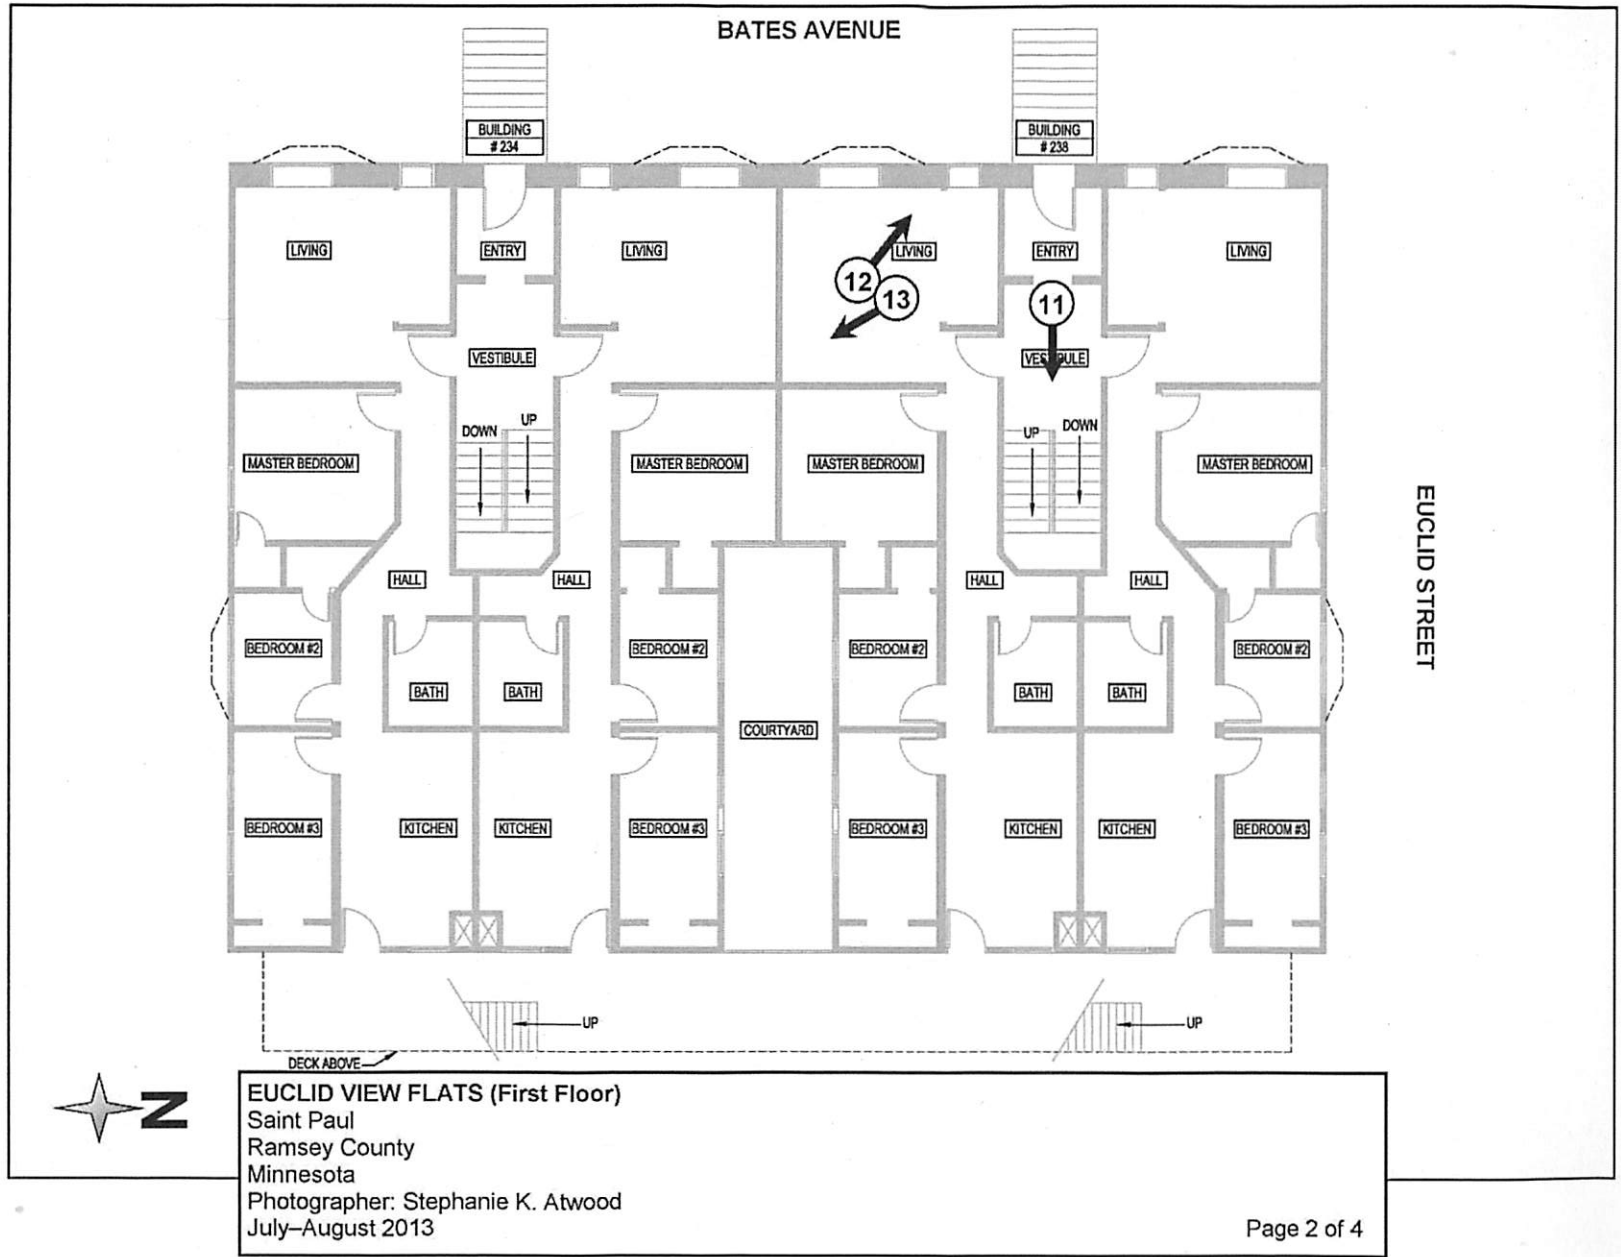 BATES AVENUE
BUILDING
# 234
BUILDING
# 238
LIVING
ENTRY
LIVING
LIVING
ENTRY
LIVING
12
13
11
VESTIBULE
VESTIBULE
DOWN
UP
UP
DOWN
MASTER BEDROOM
MASTER BEDROOM
MASTER BEDROOM
MASTER BEDROOM
EUCLID STREET
HALL
HALL
HALL
HALL
BEDROOM #2
BEDROOM #2
BEDROOM #2
BEDROOM #2
BATH
BATH
BATH
BATH
COURTYARD
BEDROOM #3
KITCHEN
KITCHEN
BEDROOM #3
BEDROOM #3
KITCHEN
KITCHEN
BEDROOM #3
UP
UP
DECK ABOVE
N
EUCLID VIEW FLATS (First Floor)
Saint Paul
Ramsey County
Minnesota
Photographer: Stephanie K. Atwood
July–August 2013
Page 2 of 4